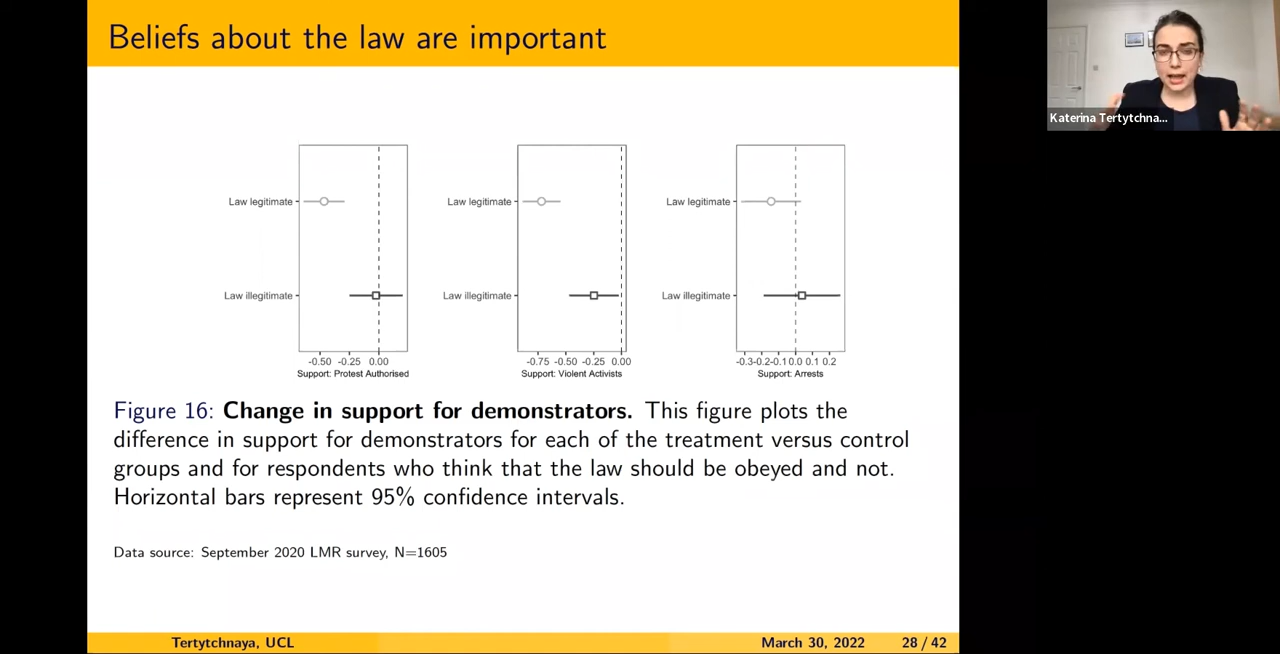 Beliefs about the law are important
Katerina Tertytchna...
Law legitimate
Law illegitimate
-0.50 -0.25 0.00
Support: Protest Authorised
Law legitimate
Law illegitimate
-0.75 -0.50 -0.25 0.00
Support: Violent Activists
Law legitimate
Law illegitimate
-0.3 -0.2 -0.1 0.0 0.1 0.2
Support: Arrests
Figure 16: Change in support for demonstrators. This figure plots the
difference in support for demonstrators for each of the treatment versus control
groups and for respondents who think that the law should be obeyed and not.
Horizontal bars represent 95% confidence intervals.
Data source: September 2020 LMR survey, N=1605
Tertytchnaya, UCL March 30, 2022 28 / 42